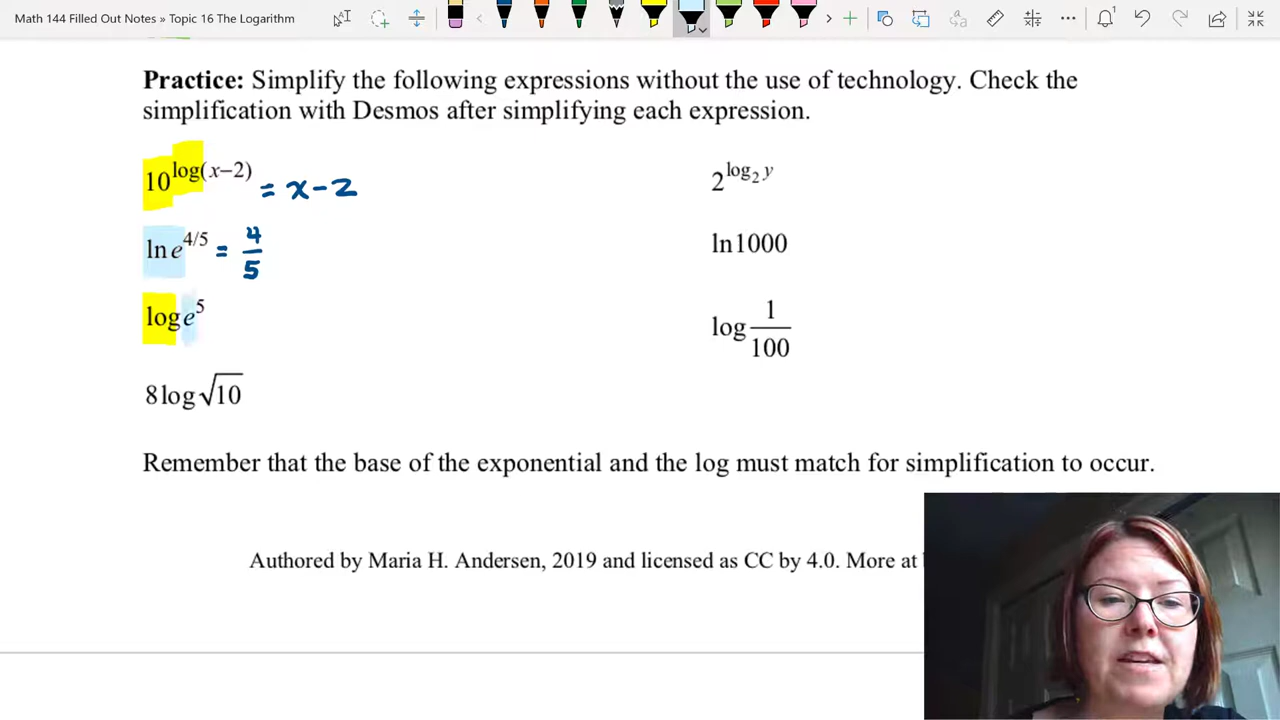 Math 144 Filled Out Notes » Topic 16 The Logarithm
Practice: Simplify the following expressions without the use of technology. Check the
simplification with Desmos after simplifying each expression.
10^log(x−2) = x − 2
2^log₂ y
ln e^4/5 = 4/5
ln 1000
log e^5
log 1/100
8 log √10
Remember that the base of the exponential and the log must match for simplification to occur.
Authored by Maria H. Andersen, 2019 and licensed as CC by 4.0. More at